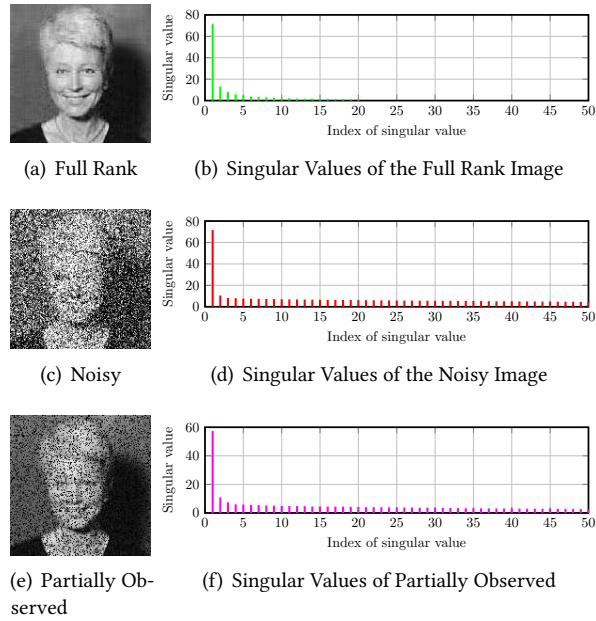 80
60
40
20
0
Singular value
0 5 10 15 20 25 30 35 40 45 50
Index of singular value
(a) Full Rank
(b) Singular Values of the Full Rank Image
80
60
40
20
0
Singular value
0 5 10 15 20 25 30 35 40 45 50
Index of singular value
(c) Noisy
(d) Singular Values of the Noisy Image
60
40
20
0
Singular value
0 5 10 15 20 25 30 35 40 45 50
Index of singular value
(e) Partially Ob-
served
(f) Singular Values of Partially Observed